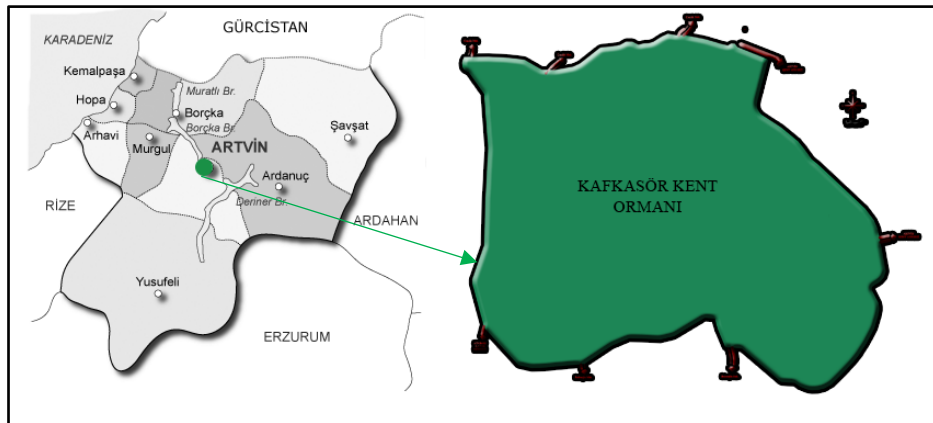 GÜRCİSTAN
KARADENİZ
Kemalpaşa
Muratlı Br.
Hopa
Borçka
Borçka Br.
Arhavi
Murgul
Şavşat
ARTVİN
Ardanuç
Deriner Br.
RİZE
ARDAHAN
Yusufeli
ERZURUM
KAFKASÖR KENT
ORMANI